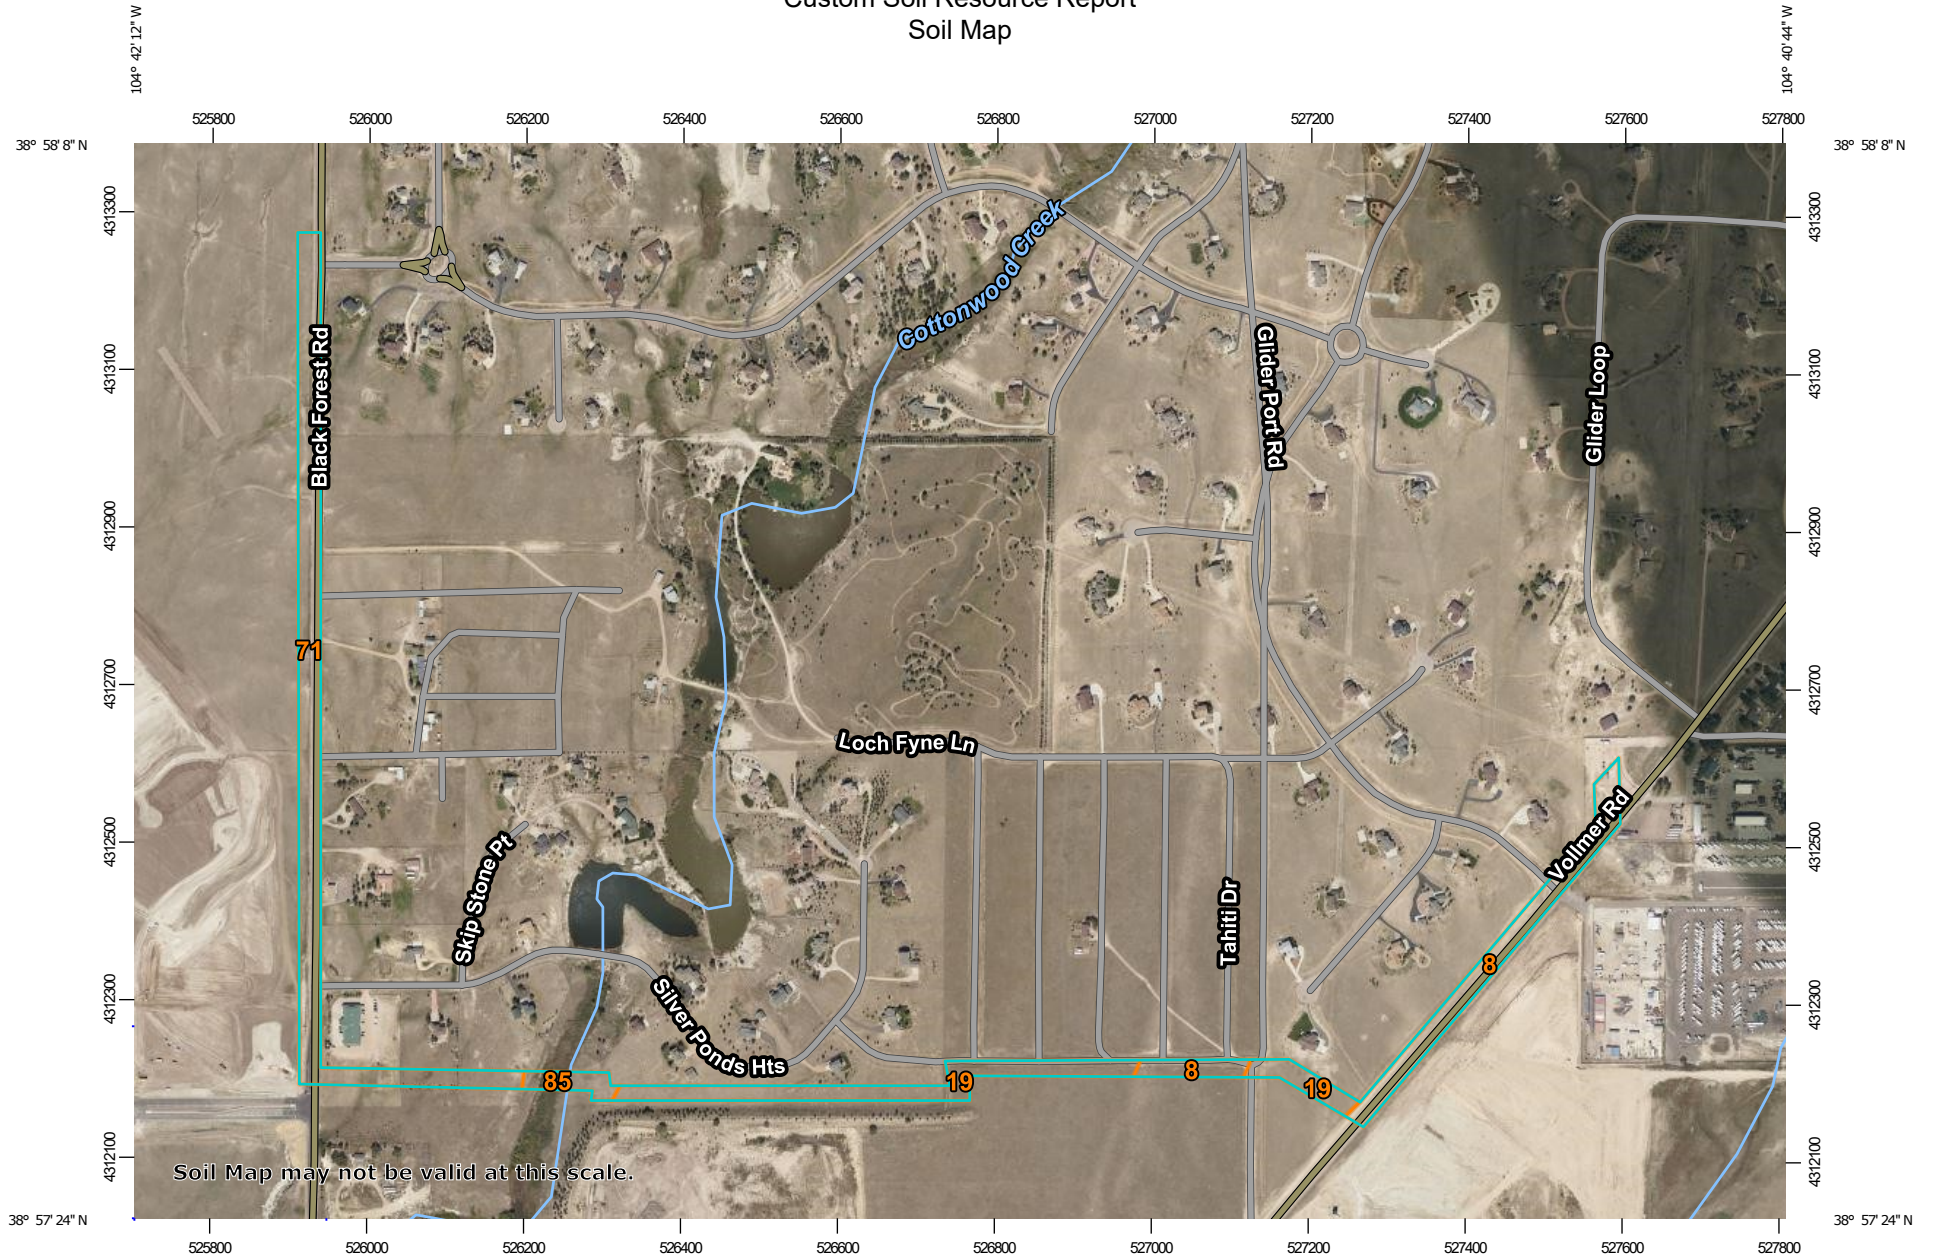 Custom Soil Resource Report
Soil Map
104° 42' 12" W
104° 40' 44" W
525800 526000 526200 526400 526600 526800 527000 527200 527400 527600 527800
38° 58' 8" N
38° 58' 8" N
4313300
4313300
Cottonwood Creek
Black Forest Rd
Glider Port Rd
Glider Loop
4313100
4313100
4312900
4312900
71
4312700
4312700
Loch Fyne Ln
Vollmer Rd
4312500
4312500
Skip Stone Pt
Tahiti Dr
8
4312300
4312300
Silver Ponds Hts
85
19
8
19
4312100
4312100
Soil Map may not be valid at this scale.
38° 57' 24" N
38° 57' 24" N
525800 526000 526200 526400 526600 526800 527000 527200 527400 527600 527800